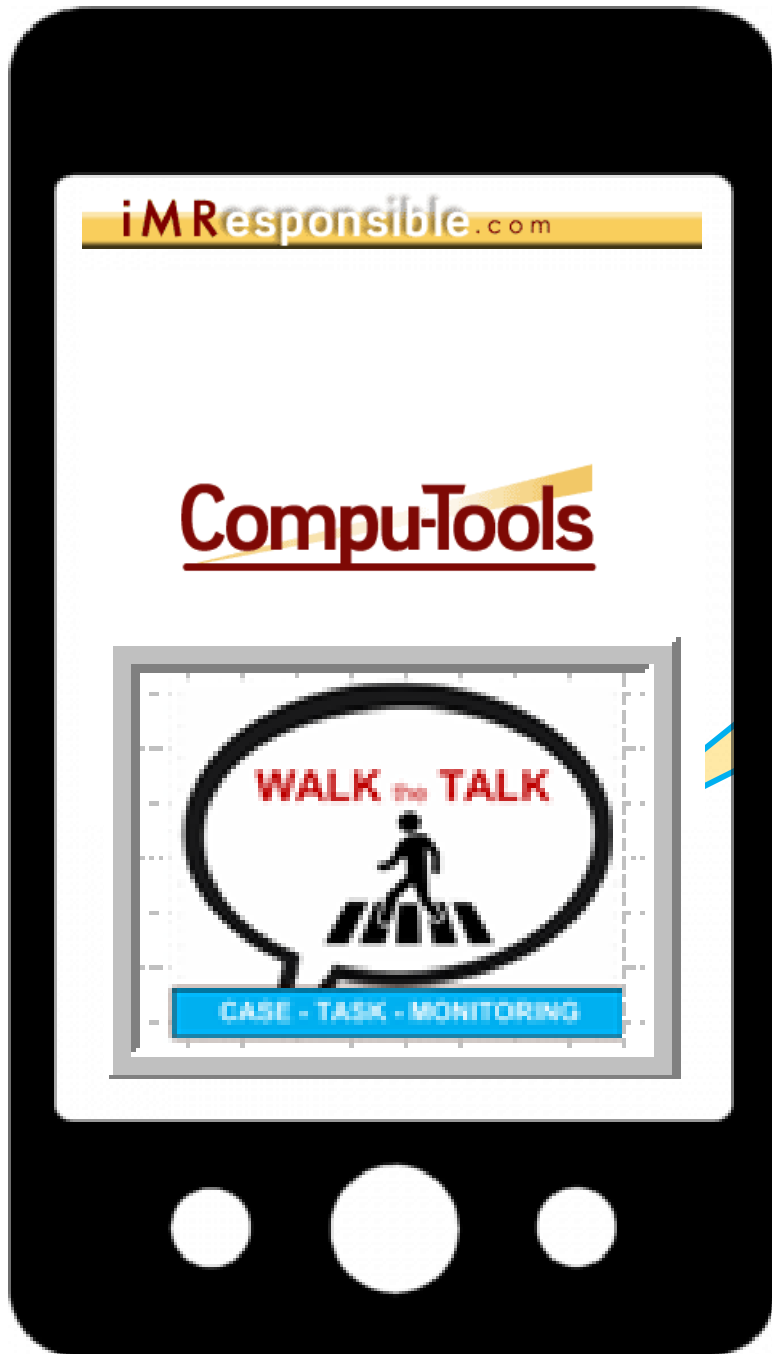 iMResponsible.com
Compu-Tools
WALK the TALK
CASE - TASK - MONITORING